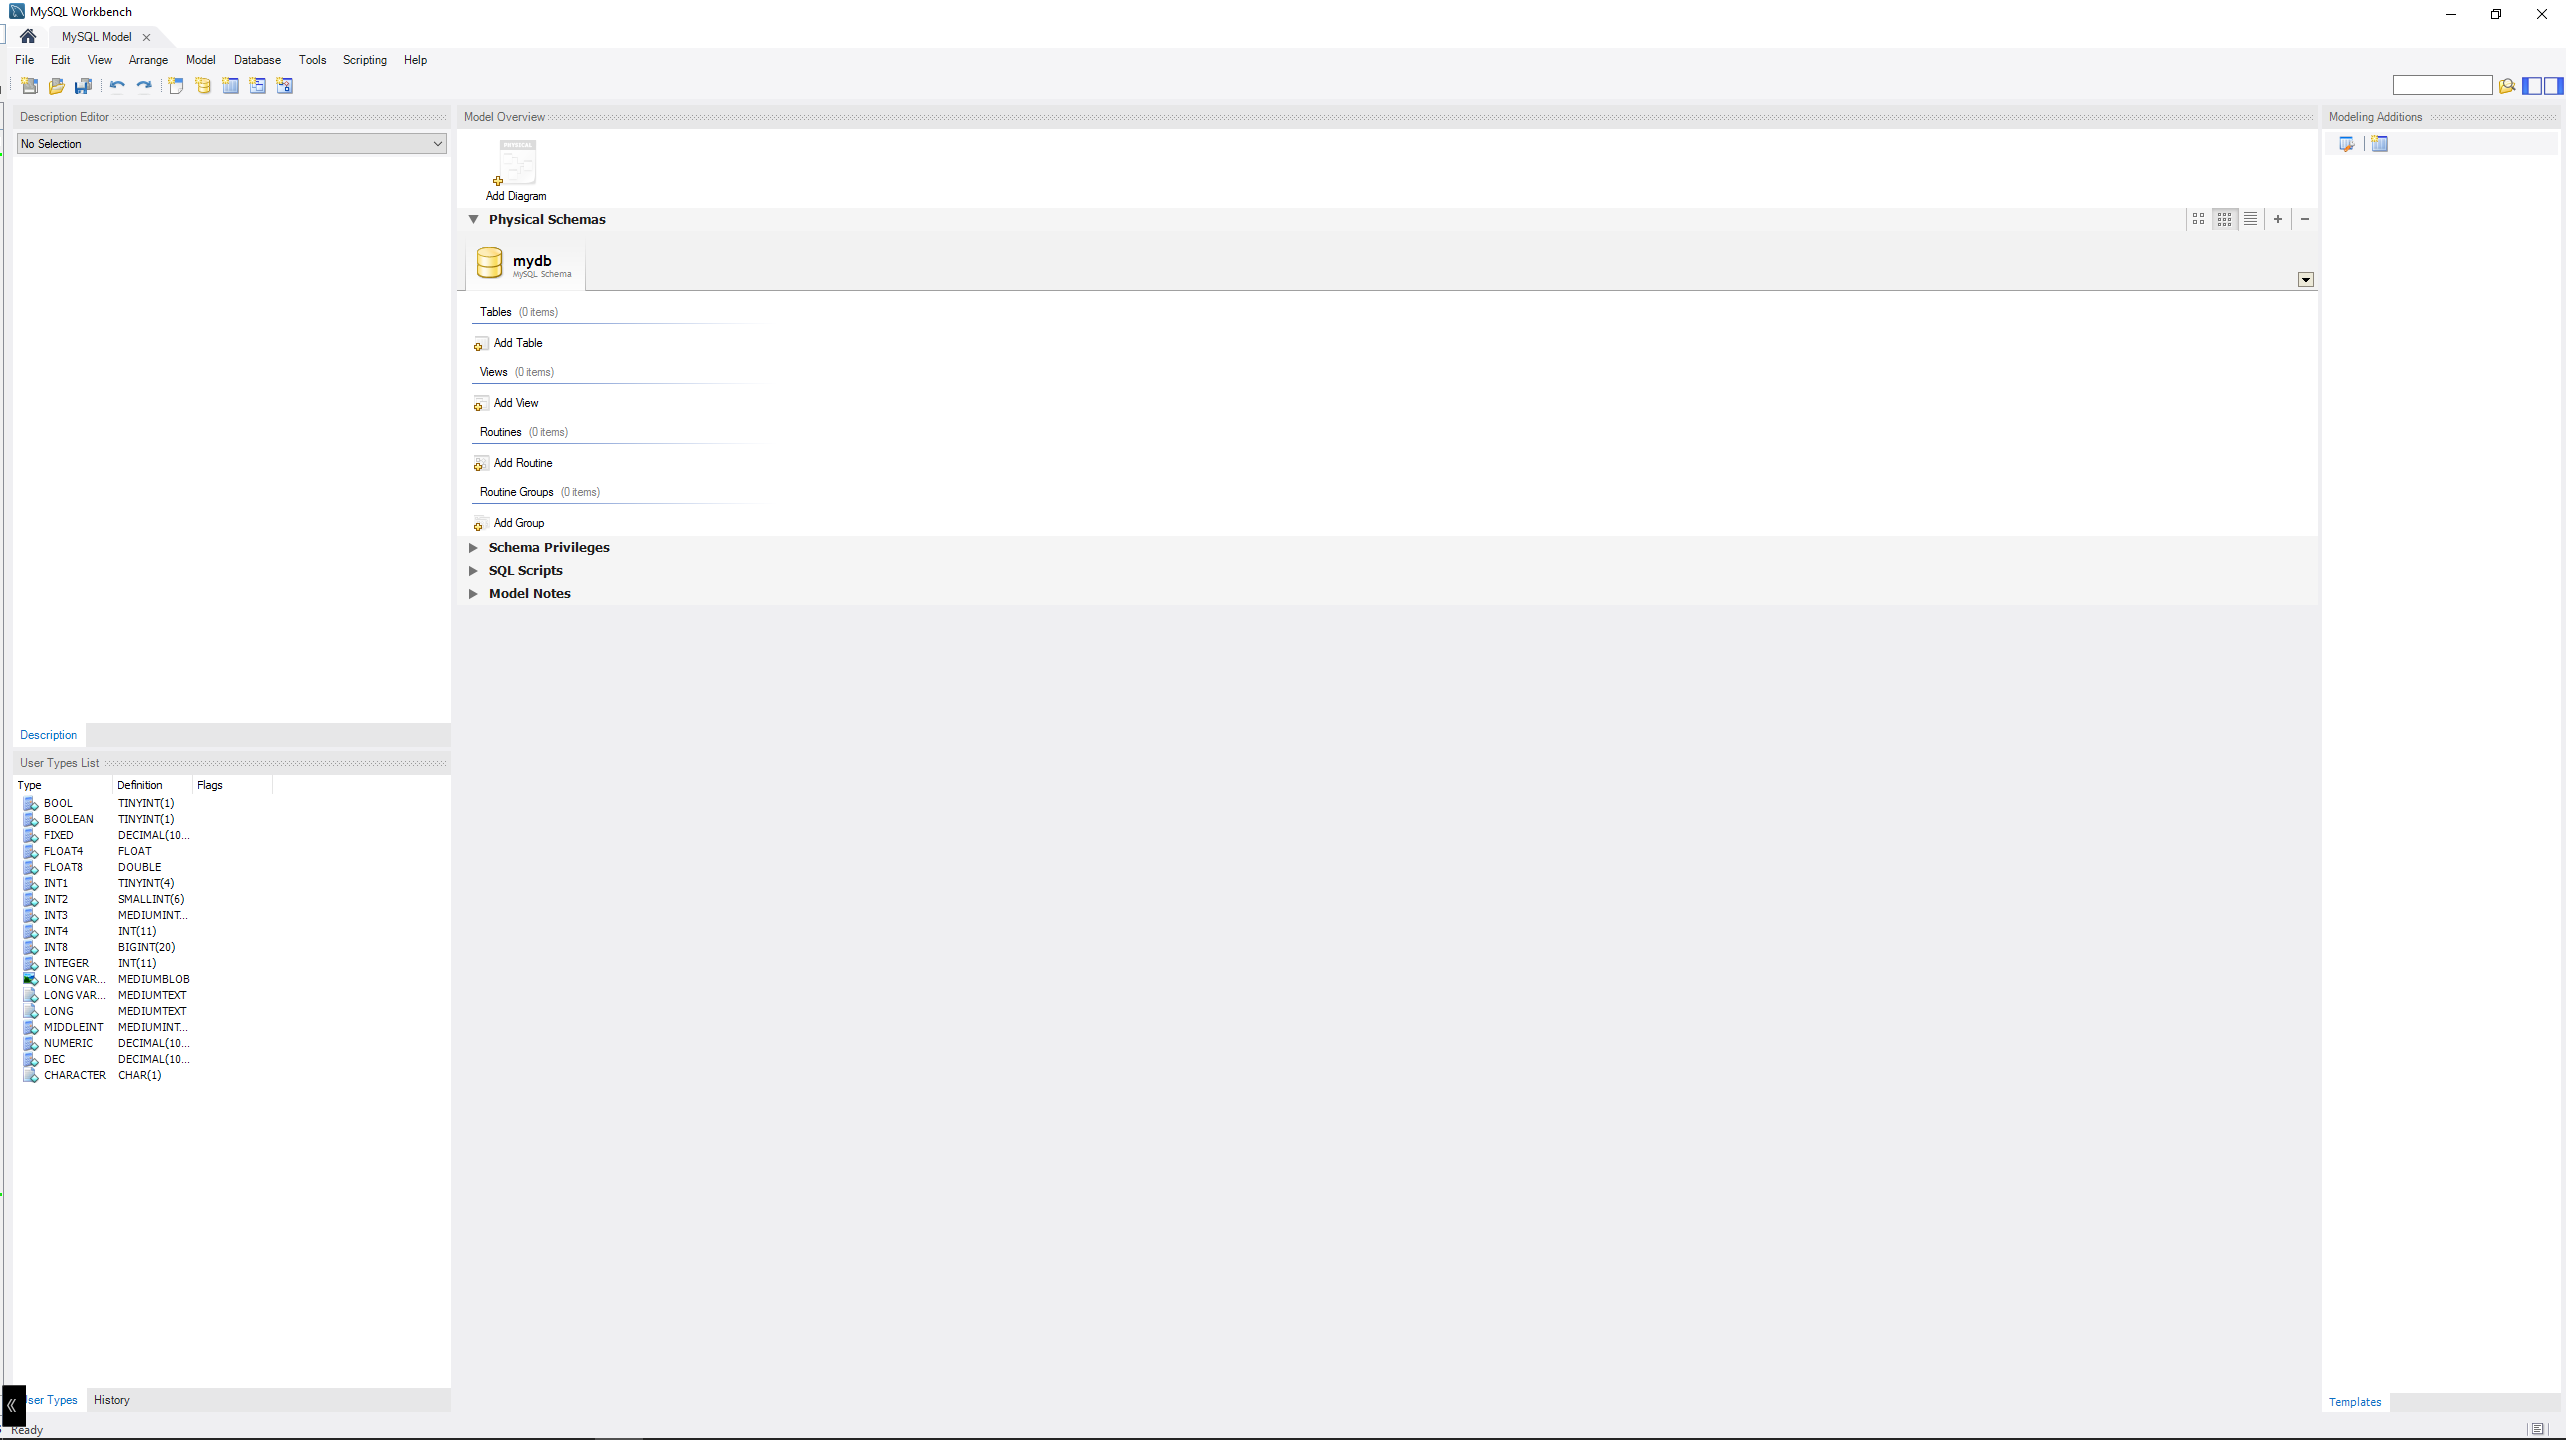 MySQL Workbench
MySQL Model
File Edit View Arrange Model Database Tools Scripting Help
Description Editor
No Selection
Description
User Types List
Type Definition Flags
BOOL TINYINT(1)
BOOLEAN TINYINT(1)
FIXED DECIMAL(10...
FLOAT4 FLOAT
FLOAT8 DOUBLE
INT1 TINYINT(4)
INT2 SMALLINT(6)
INT3 MEDIUMINT...
INT4 INT(11)
INT8 BIGINT(20)
INTEGER INT(11)
LONG VAR... MEDIUMBLOB
LONG VAR... MEDIUMTEXT
LONG MEDIUMTEXT
MIDDLEINT MEDIUMINT...
NUMERIC DECIMAL(10...
DEC DECIMAL(10...
CHARACTER CHAR(1)
ser Types History
Ready
Model Overview
PHYSICAL
Add Diagram
Physical Schemas
mydb
MySQL Schema
Tables (0 items)
Add Table
Views (0 items)
Add View
Routines (0 items)
Add Routine
Routine Groups (0 items)
Add Group
Schema Privileges
SQL Scripts
Model Notes
Modeling Additions
Templates